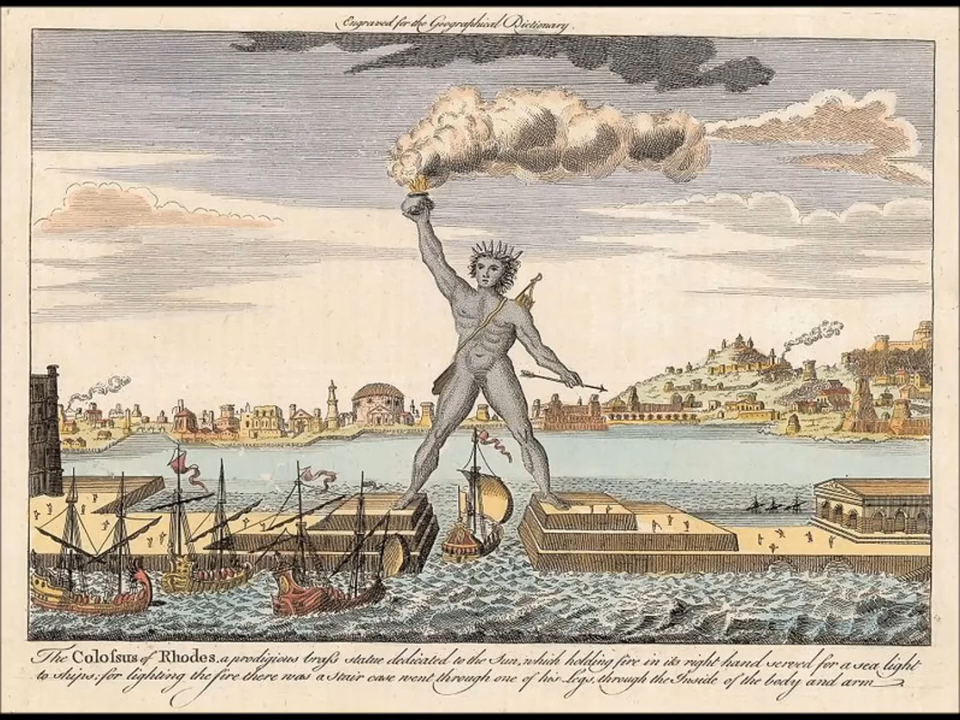 Engraved for the Geographical Dictionary.
The Coloſsus of Rhodes. a prodigious braſs statue dedicated to the Sun, which holding fire in its right hand served for a sea light
to ships. for lighting the fire there was a stair case went through one of his Legs, through the Inside of the body and arm